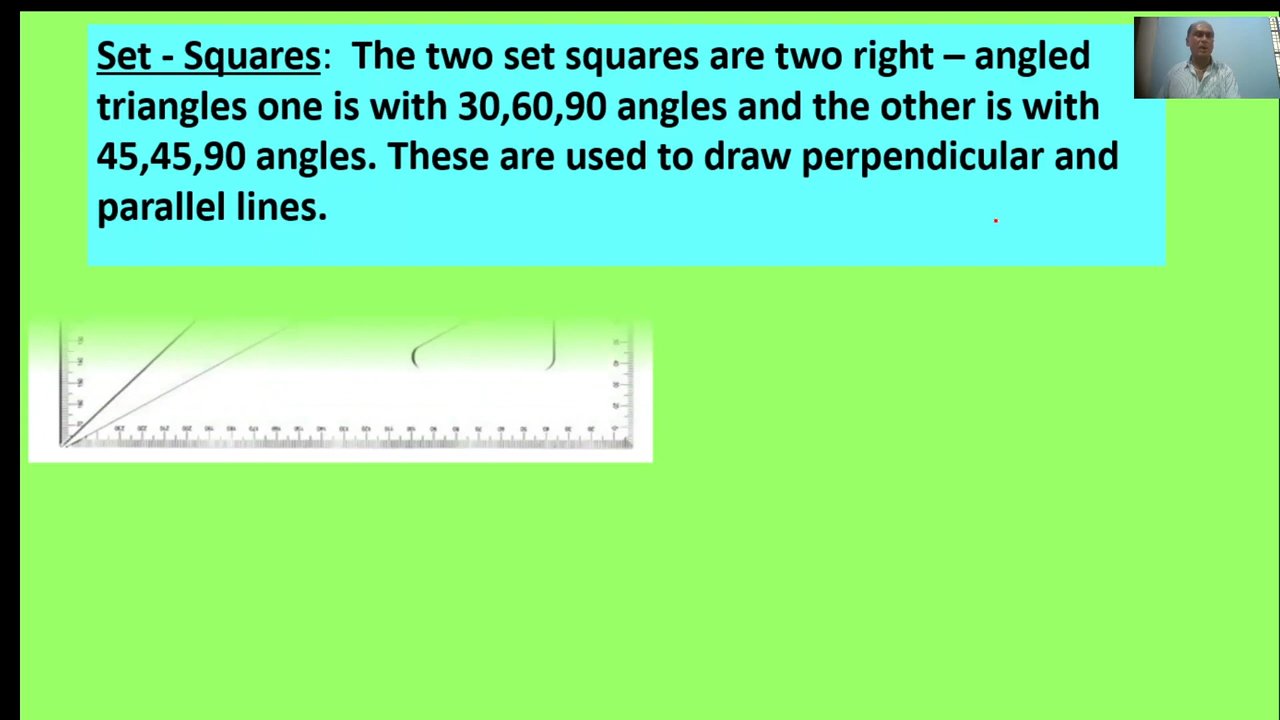 Set - Squares: The two set squares are two right – angled
triangles one is with 30,60,90 angles and the other is with
45,45,90 angles. These are used to draw perpendicular and
parallel lines.